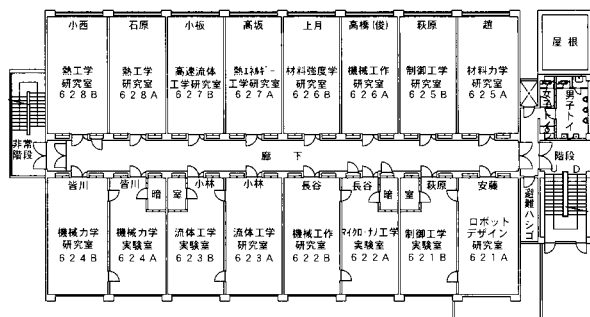 小西
熱工学
研究室
628B
石原
熱工学
研究室
628A
小板
高速流体
工学研究室
627B
高坂
熱エネルギー
工学研究室
627A
上月
材料強度学
研究室
626B
高橋(俊)
機械工作
研究室
626A
萩原
制御工学
研究室
625B
趙
材料力学
研究室
625A
屋根
女子トイレ
男子トイレ
非常
階段
廊下
階段
U
D
皆川
機械力学
研究室
624B
皆川
機械力学
実験室
624A
暗室
小林
流体工学
実験室
623B
小林
流体工学
研究室
623A
長谷
機械工作
研究室
622B
長谷
マイクロ・ナノ工学
実験室
622A
暗室
萩原
制御工学
実験室
621B
安藤
ロボット
デザイン
研究室
621A
避難ハシゴ